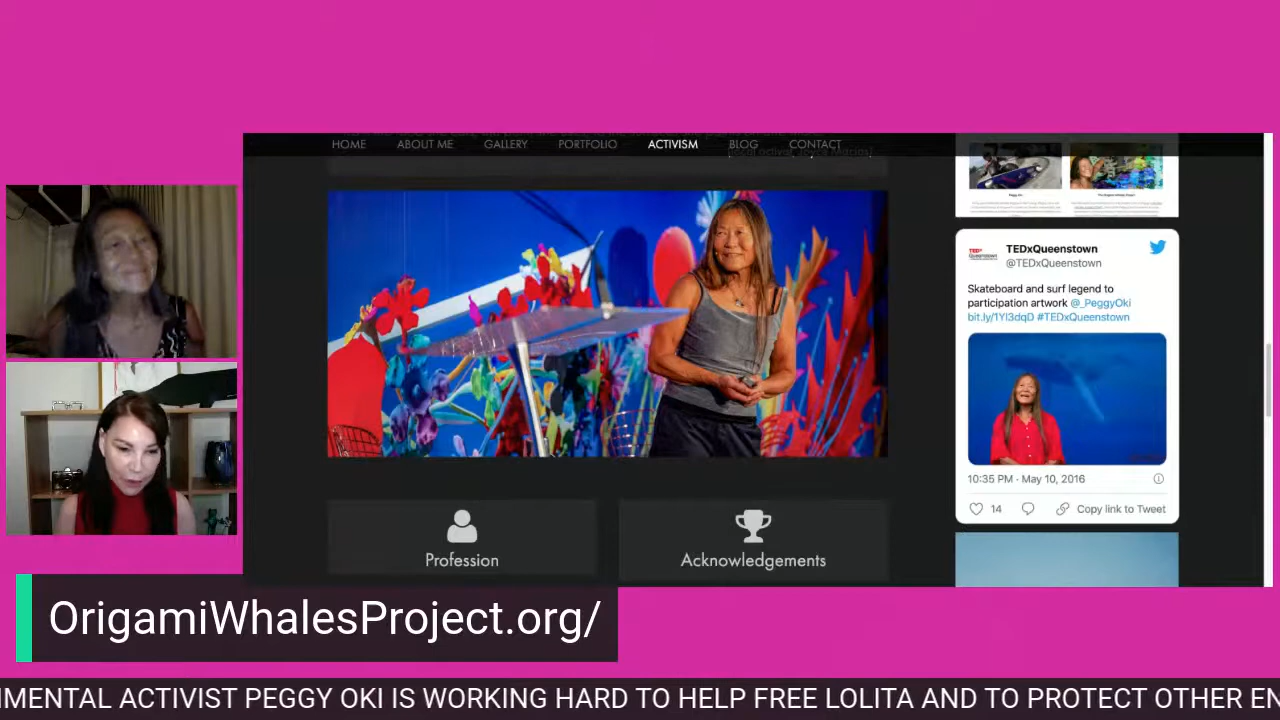 HOME ABOUT ME GALLERY PORTFOLIO ACTIVISM BLOG CONTACT
TEDxQueenstown
@TEDxQueenstown
Skateboard and surf legend to
participation artwork @_PeggyOki
bit.ly/1Yl3dqD #TEDxQueenstown
10:35 PM · May 10, 2016
14 Copy link to Tweet
Profession
Acknowledgements
OrigamiWhalesProject.org/
NMENTAL ACTIVIST PEGGY OKI IS WORKING HARD TO HELP FREE LOLITA AND TO PROTECT OTHER EN